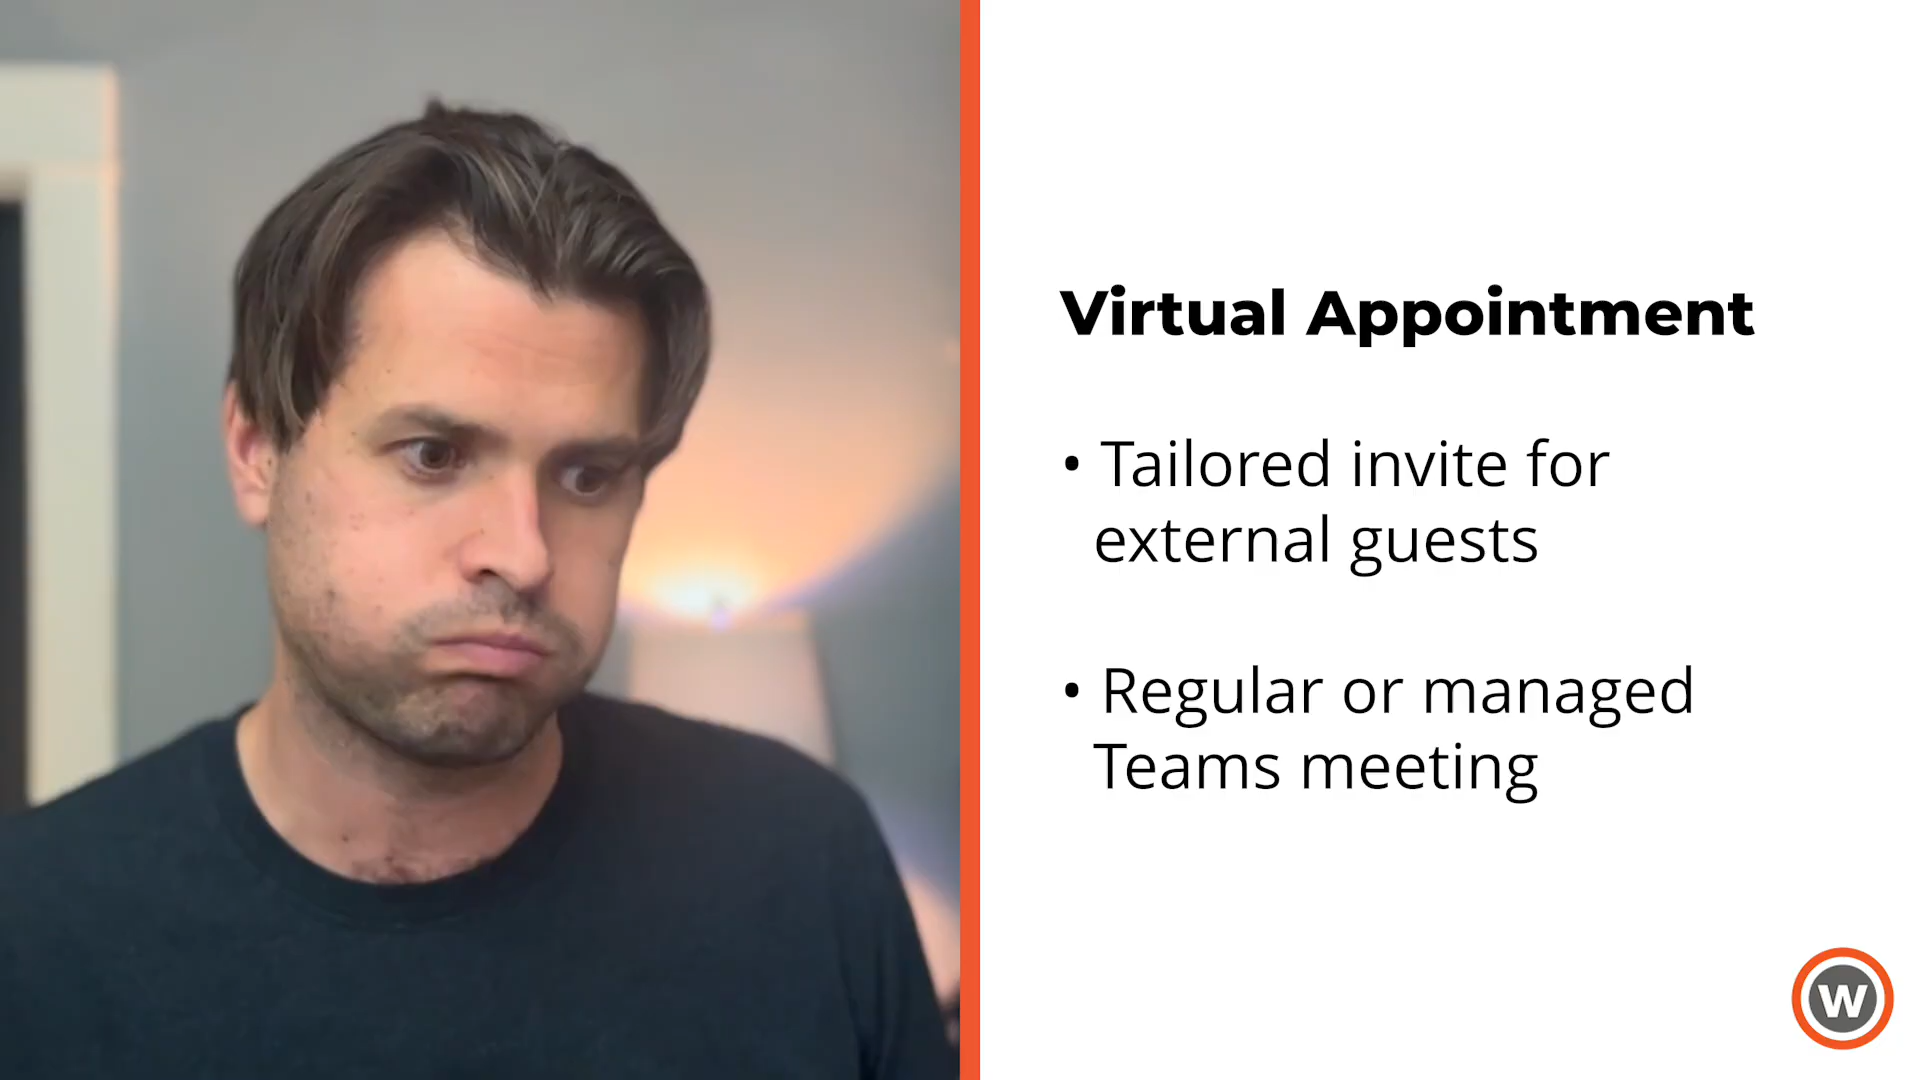 Virtual Appointment
• Tailored invite for
external guests
• Regular or managed
Teams meeting
W